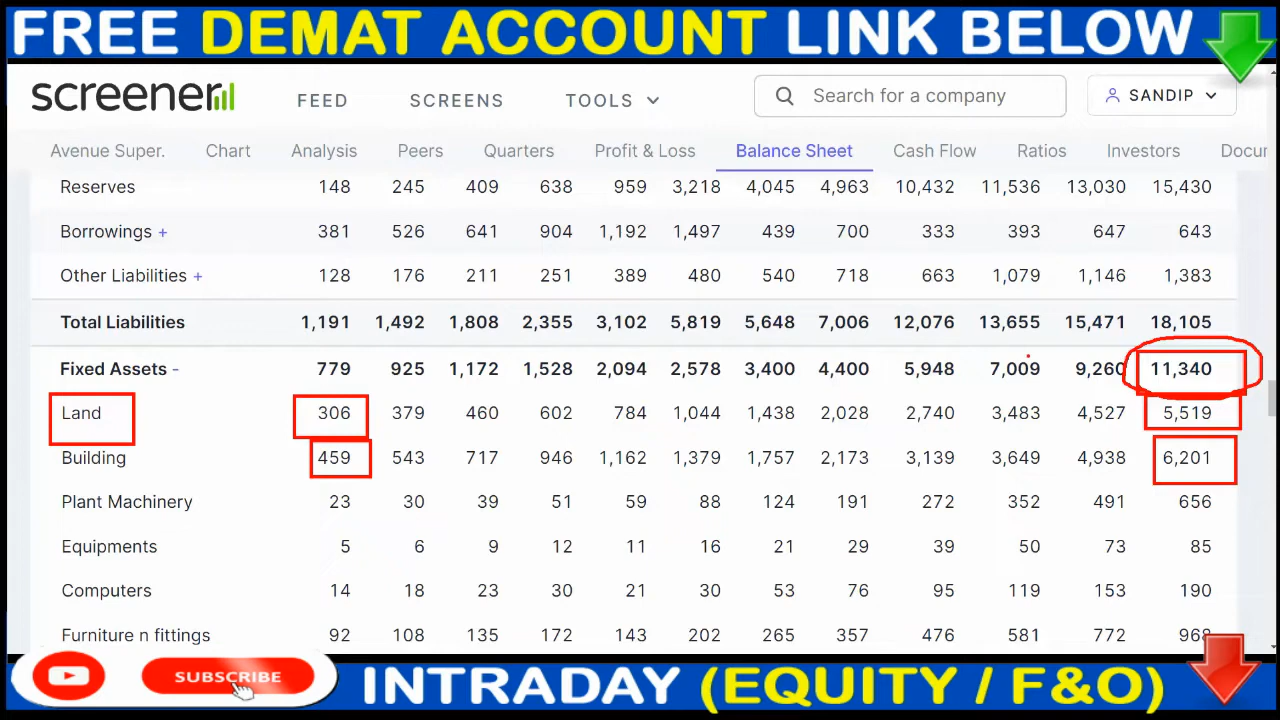 FREE DEMAT ACCOUNT LINK BELOW
screener FEED SCREENS TOOLS Search for a company SANDIP
Avenue Super. Chart Analysis Peers Quarters Profit & Loss Balance Sheet Cash Flow Ratios Investors Docum
Reserves 148 245 409 638 959 3,218 4,045 4,963 10,432 11,536 13,030 15,430
Borrowings + 381 526 641 904 1,192 1,497 439 700 333 393 647 643
Other Liabilities + 128 176 211 251 389 480 540 718 663 1,079 1,146 1,383
Total Liabilities 1,191 1,492 1,808 2,355 3,102 5,819 5,648 7,006 12,076 13,655 15,471 18,105
Fixed Assets - 779 925 1,172 1,528 2,094 2,578 3,400 4,400 5,948 7,009 9,260 11,340
Land 306 379 460 602 784 1,044 1,438 2,028 2,740 3,483 4,527 5,519
Building 459 543 717 946 1,162 1,379 1,757 2,173 3,139 3,649 4,938 6,201
Plant Machinery 23 30 39 51 59 88 124 191 272 352 491 656
Equipments 5 6 9 12 11 16 21 29 39 50 73 85
Computers 14 18 23 30 21 30 53 76 95 119 153 190
Furniture n fittings 92 108 135 172 143 202 265 357 476 581 772 968
SUBSCRIBE
INTRADAY (EQUITY / F&O)